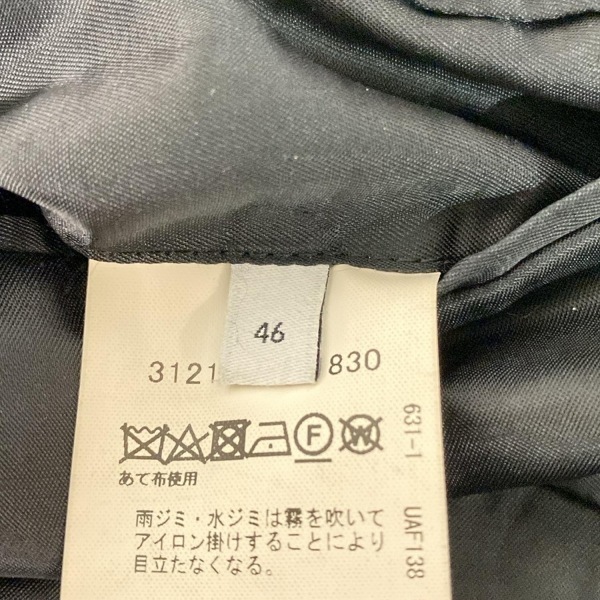 46
3121 830
F W
あて布使用
雨ジミ・水ジミは霧を吹いて
アイロン掛けすることにより
目立たなくなる。
631-1 UAF138